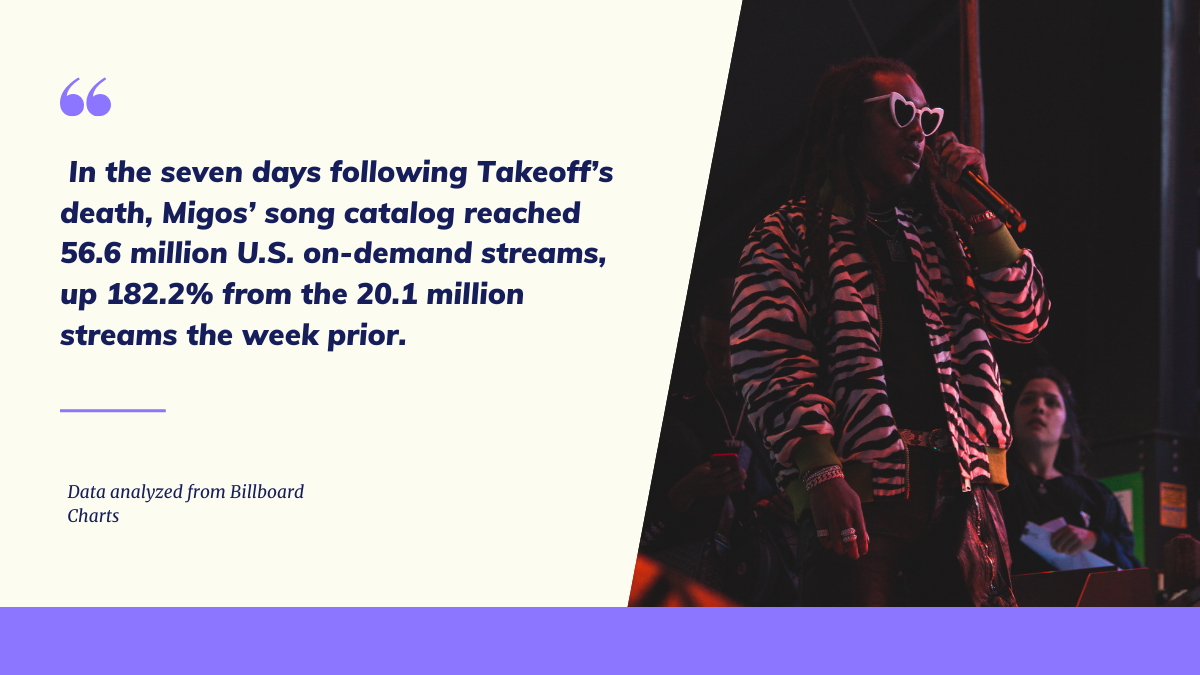 “
In the seven days following Takeoff’s
death, Migos’ song catalog reached
56.6 million U.S. on-demand streams,
up 182.2% from the 20.1 million
streams the week prior.
Data analyzed from Billboard
Charts